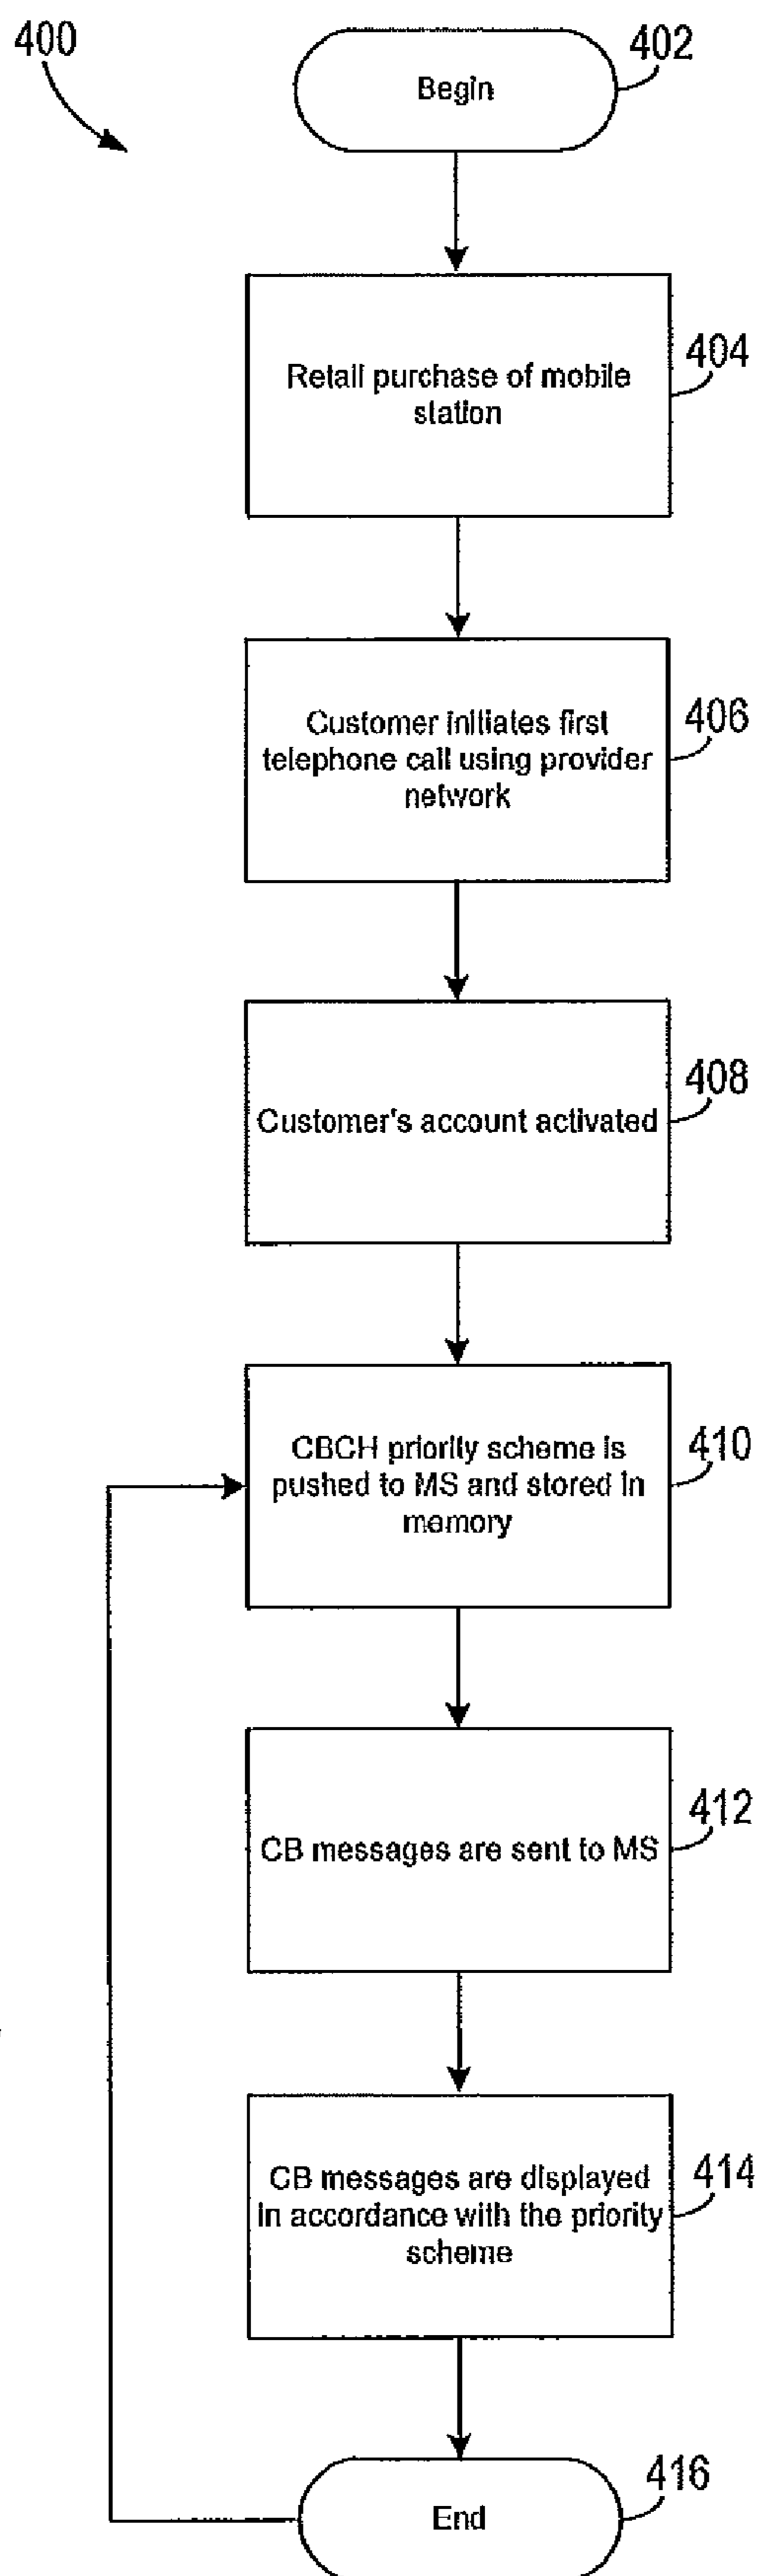 400
402
Begin
404
Retail purchase of mobile
station
406
Customer initiates first
telephone call using provider
network
408
Customer's account activated
410
CBCH priority scheme is
pushed to MS and stored in
memory
412
CB messages are sent to MS
414
CB messages are displayed
in accordance with the priority
scheme
416
End